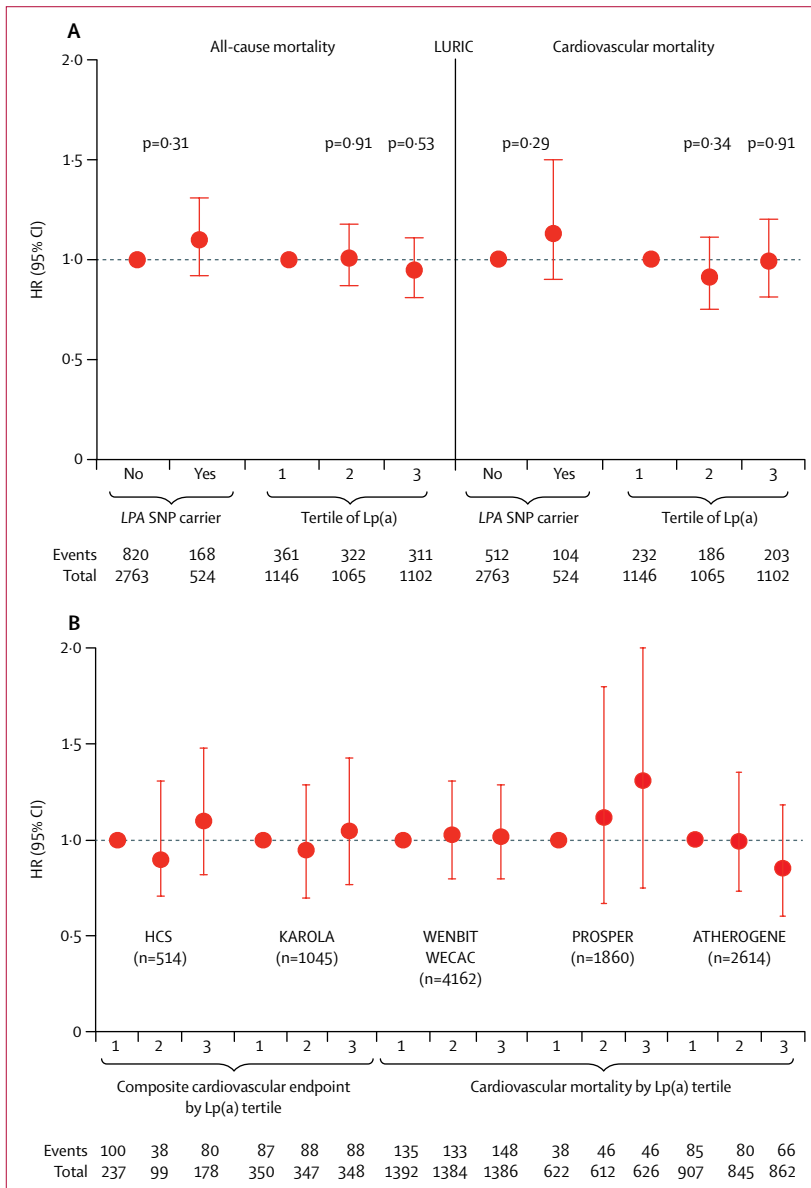 A
All-cause mortality LURIC Cardiovascular mortality
2·0
p=0·31 p=0·91 p=0·53 p=0·29 p=0·34 p=0·91
1·5
HR (95% CI)
1·0
0·5
0
No Yes 1 2 3 No Yes 1 2 3
LPA SNP carrier Tertile of Lp(a) LPA SNP carrier Tertile of Lp(a)
Events 820 168 361 322 311 512 104 232 186 203
Total 2763 524 1146 1065 1102 2763 524 1146 1065 1102
B
2·0
1·5
HR (95% CI)
1·0
0·5
HCS KAROLA WENBIT PROSPER ATHEROGENE
(n=514) (n=1045) WECAC (n=1860) (n=2614)
(n=4162)
0
1 2 3 1 2 3 1 2 3 1 2 3 1 2 3
Composite cardiovascular endpoint Cardiovascular mortality by Lp(a) tertile
by Lp(a) tertile
Events 100 38 80 87 88 88 135 133 148 38 46 46 85 80 66
Total 237 99 178 350 347 348 1392 1384 1386 622 612 626 907 845 862